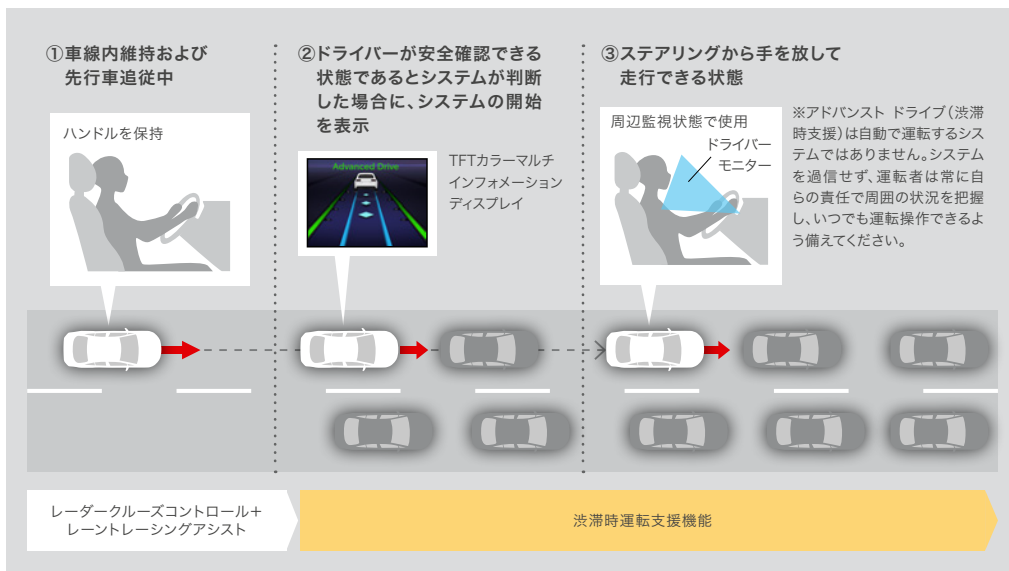 ①車線内維持および
先行車追従中
ハンドルを保持
②ドライバーが安全確認できる
状態であるとシステムが判断
した場合に、システムの開始
を表示
Advanced Drive
TFTカラーマルチ
インフォメーション
ディスプレイ
③ステアリングから手を放して
走行できる状態
周辺監視状態で使用
ドライバー
モニター
※アドバンスト ドライブ(渋滞
時支援)は自動で運転するシス
テムではありません。システム
を過信せず、運転者は常に自
らの責任で周囲の状況を把握
し、いつでも運転操作できるよ
う備えてください。
レーダークルーズコントロール＋
レーントレーシングアシスト
渋滞時運転支援機能